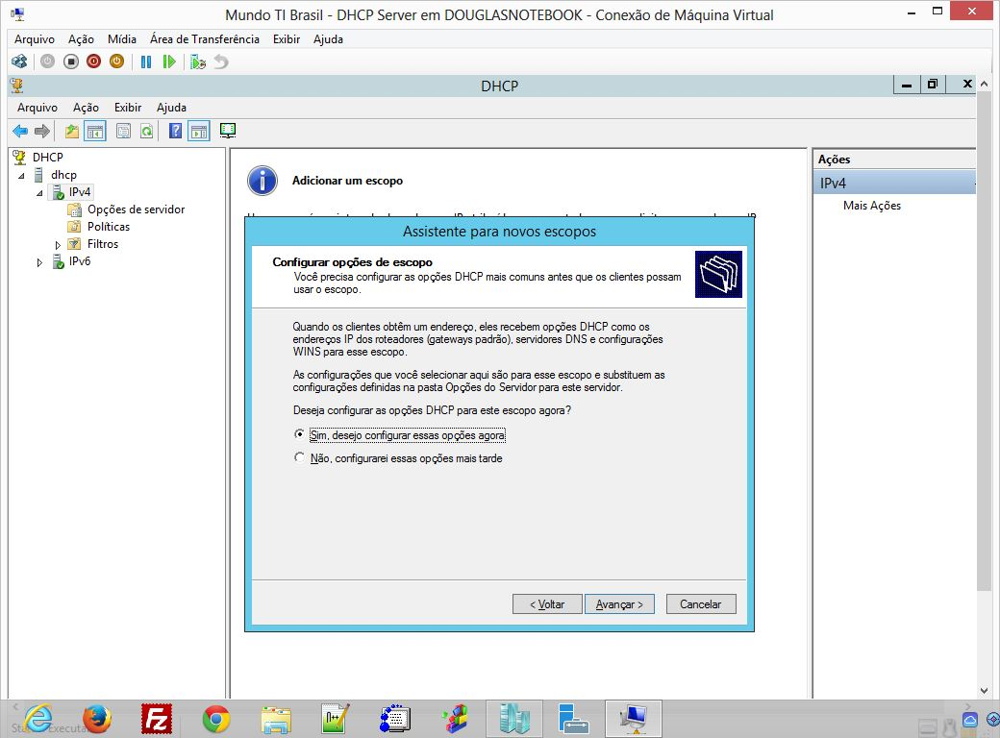 Mundo TI Brasil - DHCP Server em DOUGLASNOTEBOOK - Conexão de Máquina Virtual
Arquivo Ação Mídia Área de Transferência Exibir Ajuda
DHCP
Arquivo Ação Exibir Ajuda
DHCP
dhcp
IPv4
Opções de servidor
Políticas
Filtros
IPv6
Adicionar um escopo
Assistente para novos escopos
Configurar opções de escopo
Você precisa configurar as opções DHCP mais comuns antes que os clientes possam
usar o escopo.
Quando os clientes obtêm um endereço, eles recebem opções DHCP como os
endereços IP dos roteadores (gateways padrão), servidores DNS e configurações
WINS para esse escopo.
As configurações que você selecionar aqui são para esse escopo e substituem as
configurações definidas na pasta Opções do Servidor para este servidor.
Deseja configurar as opções DHCP para este escopo agora?
Sim, desejo configurar essas opções agora
Não, configurarei essas opções mais tarde
< Voltar Avançar > Cancelar
Ações
IPv4
Mais Ações